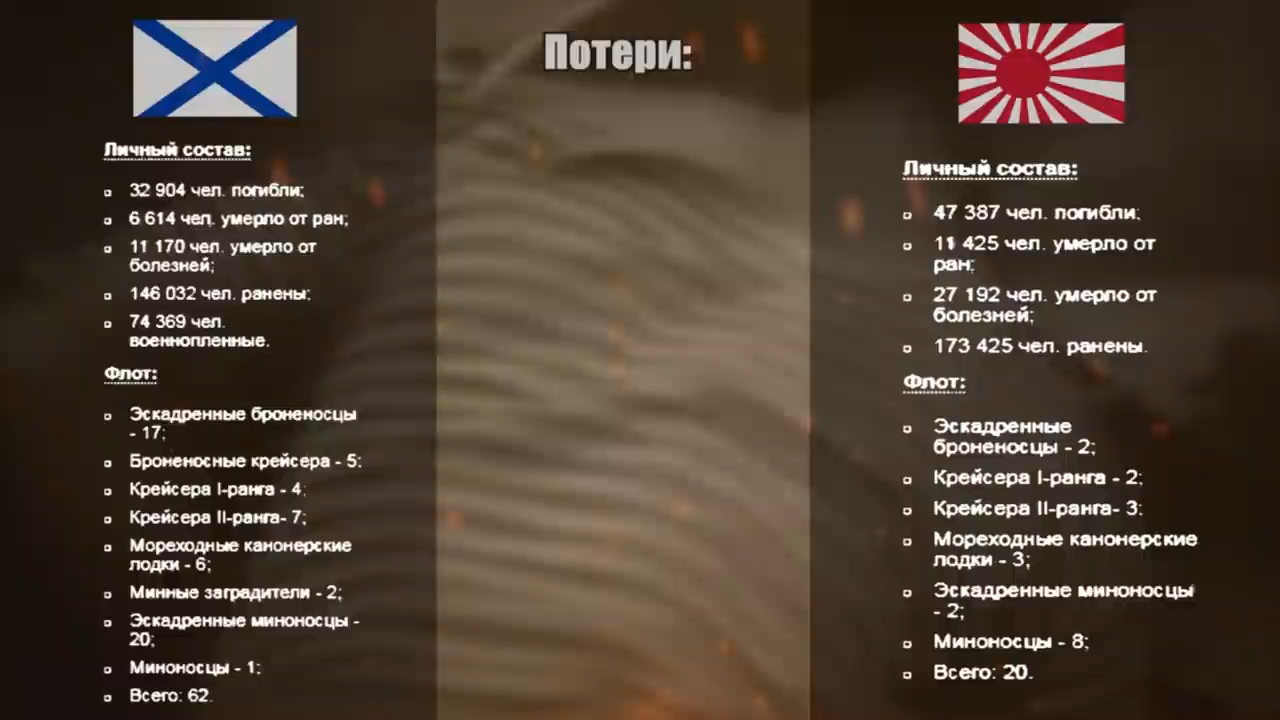 Потери:
Личный состав:
32 904 чел. погибли;
6 614 чел. умерло от ран;
11 170 чел. умерло от
болезней;
146 032 чел. ранены;
74 369 чел.
военнопленные.
Флот:
Эскадренные броненосцы
- 17;
Броненосные крейсера - 5;
Крейсера I-ранга - 4;
Крейсера II-ранга- 7;
Мореходные канонерские
лодки - 6;
Минные заградители - 2;
Эскадренные миноносцы -
20;
Миноносцы - 1;
Всего: 62.
Личный состав:
47 387 чел. погибли;
11 425 чел. умерло от
ран;
27 192 чел. умерло от
болезней;
173 425 чел. ранены.
Флот:
Эскадренные
броненосцы - 2;
Крейсера I-ранга - 2;
Крейсера II-ранга- 3;
Мореходные канонерские
лодки - 3;
Эскадренные миноносцы
- 2;
Миноносцы - 8;
Всего: 20.